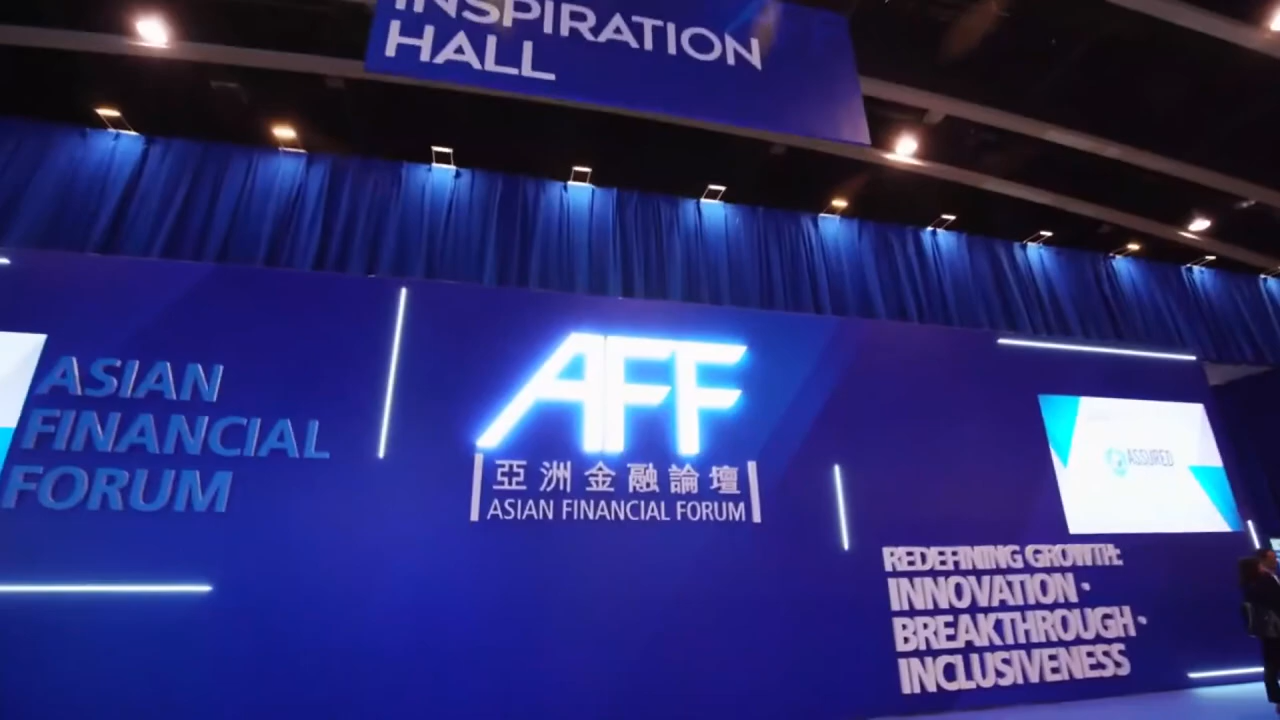 INSPIRATION
HALL
ASIAN
FINANCIAL
FORUM
AFF
亞洲金融論壇
ASIAN FINANCIAL FORUM
ASSURED
REDEFINING GROWTH:
INNOVATION ·
BREAKTHROUGH ·
INCLUSIVENESS